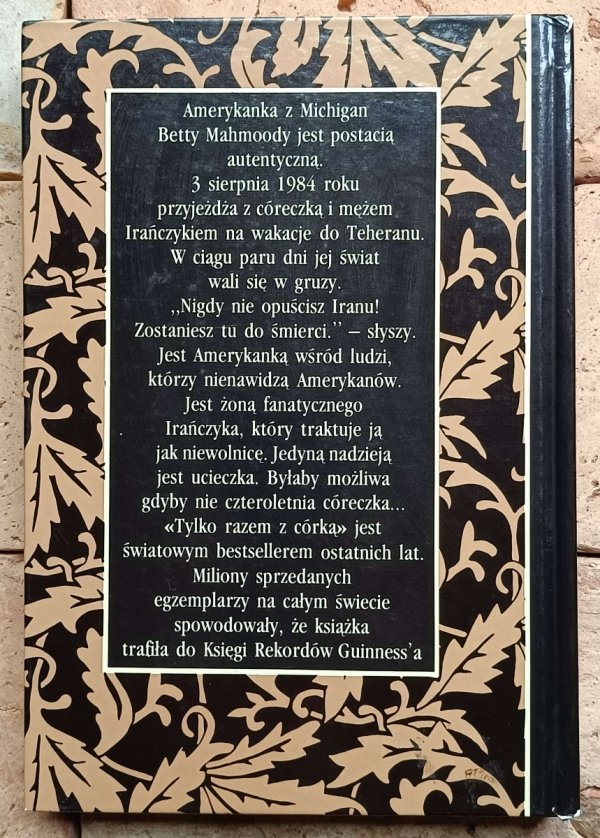 Amerykanka z Michigan
Betty Mahmoody jest postacią
autentyczną.
3 sierpnia 1984 roku
przyjeżdża z córeczką i mężem
Irańczykiem na wakacje do Teheranu.
W ciągu paru dni jej świat
wali się w gruzy.
,,Nigdy nie opuścisz Iranu!
Zostaniesz tu do śmierci.” – słyszy.
Jest Amerykanką wśród ludzi,
którzy nienawidzą Amerykanów.
Jest żoną fanatycznego
Irańczyka, który traktuje ją
jak niewolnicę. Jedyną nadzieją
jest ucieczka. Byłaby możliwa
gdyby nie czteroletnia córeczka...
«Tylko razem z córką» jest
światowym bestsellerem ostatnich lat.
Miliony sprzedanych
egzemplarzy na całym świecie
spowodowały, że książka
trafiła do Księgi Rekordów Guinness'a